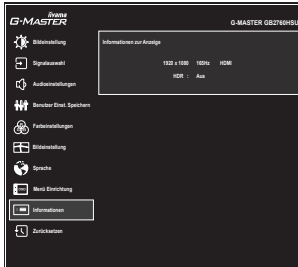 iiyama
G-MASTER
G-MASTER GB2760HSU
Bildeinstellung
Informationen zur Anzeige
1920 x 1080 165Hz HDMI
HDR : Aus
Signalauswahl
Audioeinstellungen
Benutzer Einst. Speichern
Farbeinstellungen
Bildeinstellung
Sprache
Menü Einrichtung
Informationen
Zurücksetzen